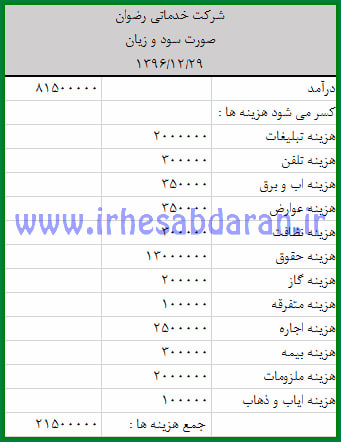 شرکت خدماتی رضوان
صورت سود و زیان
۱۳۹۶/۱۲/۲۹
درآمد ۸۱۵۰۰۰۰۰
کسر می شود هزینه ها :
هزینه تبلیغات ۲۰۰۰۰۰۰
هزینه تلفن ۳۰۰۰۰۰
هزینه اب و برق ۳۵۰۰۰۰
هزینه عوارض ۳۵۰۰۰۰
www.irhesabdaran.ir
هزینه نظافت ۳۰۰۰۰۰
هزینه حقوق ۱۳۰۰۰۰۰۰
هزینه گاز ۲۰۰۰۰۰
هزینه متفرقه ۱۰۰۰۰۰
هزینه اجاره ۲۵۰۰۰۰۰
هزینه بیمه ۳۰۰۰۰۰
هزینه ملزومات ۲۰۰۰۰۰۰
هزینه ایاب و ذهاب ۱۰۰۰۰۰
جمع هزینه ها : ۲۱۵۰۰۰۰۰